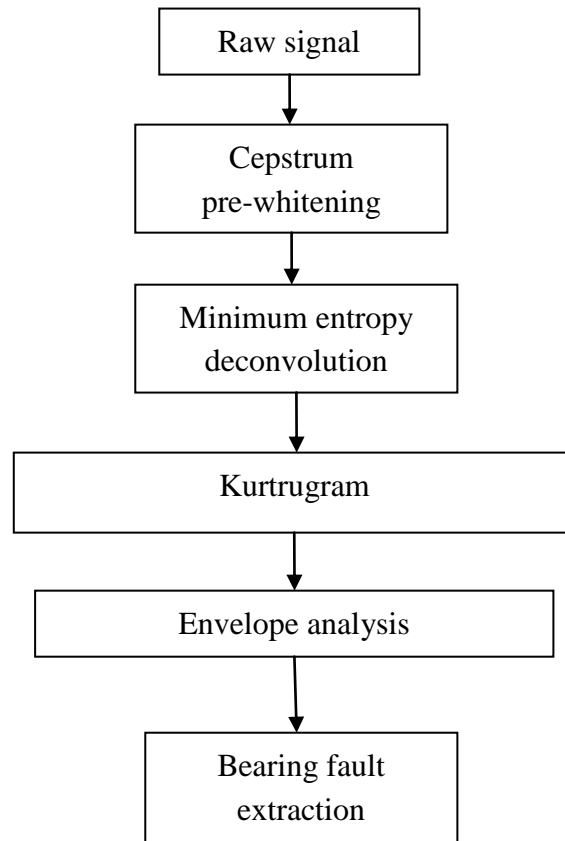 Raw signal
Cepstrum
pre-whitening
Minimum entropy
deconvolution
Kurtrugram
Envelope analysis
Bearing fault
extraction